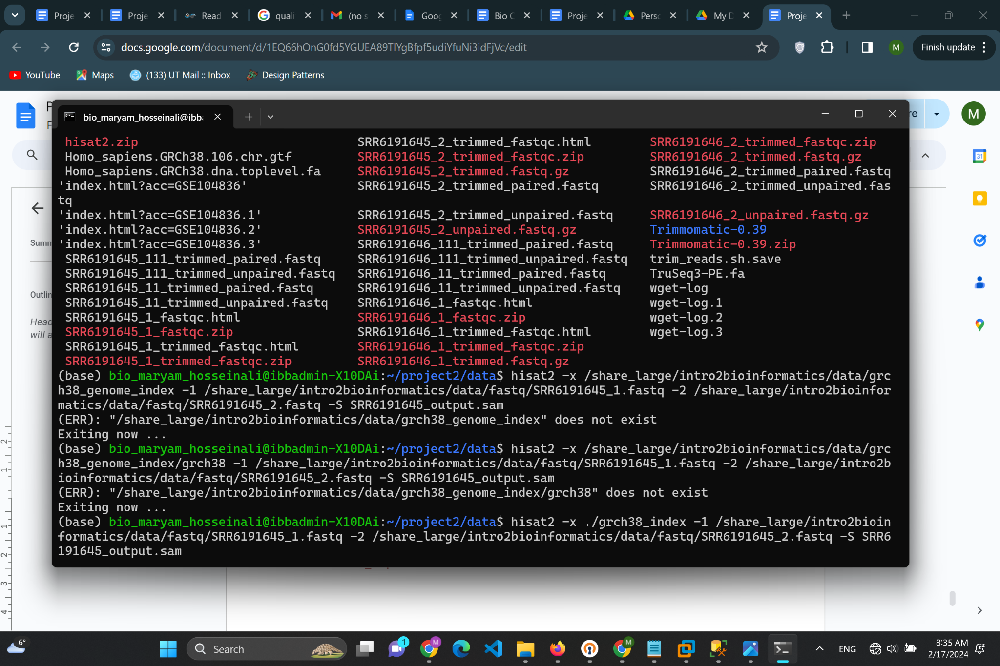 Proje
Proje
Read
quali
(no s
Goog
Bio C
Proje
Perso
My D
Proje
docs.google.com/document/d/1EQ66hOnG0fd5YGUEA89TlYgBfpf5udiYfuNi3idFjVc/edit
M
Finish update
YouTube
Maps
(133) UT Mail :: Inbox
Design Patterns
P
F
bio_maryam_hosseinali@ibb
re
M
31
Summ
Outlin
Head
will a
hisat2.zip SRR6191645_2_trimmed_fastqc.html SRR6191646_2_trimmed_fastqc.zip
Homo_sapiens.GRCh38.106.chr.gtf SRR6191645_2_trimmed_fastqc.zip SRR6191646_2_trimmed.fastq.gz
Homo_sapiens.GRCh38.dna.toplevel.fa SRR6191645_2_trimmed.fastq.gz SRR6191646_2_trimmed_paired.fastq
'index.html?acc=GSE104836' SRR6191645_2_trimmed_paired.fastq SRR6191646_2_trimmed_unpaired.fas
tq
'index.html?acc=GSE104836.1' SRR6191645_2_trimmed_unpaired.fastq SRR6191646_2_unpaired.fastq.gz
'index.html?acc=GSE104836.2' SRR6191645_2_unpaired.fastq.gz Trimmomatic-0.39
'index.html?acc=GSE104836.3' SRR6191646_111_trimmed_paired.fastq Trimmomatic-0.39.zip
SRR6191645_111_trimmed_paired.fastq SRR6191646_111_trimmed_unpaired.fastq trim_reads.sh.save
SRR6191645_111_trimmed_unpaired.fastq SRR6191646_11_trimmed_paired.fastq TruSeq3-PE.fa
SRR6191645_11_trimmed_paired.fastq SRR6191646_11_trimmed_unpaired.fastq wget-log
SRR6191645_11_trimmed_unpaired.fastq SRR6191646_1_fastqc.html wget-log.1
SRR6191645_1_fastqc.html SRR6191646_1_fastqc.zip wget-log.2
SRR6191645_1_fastqc.zip SRR6191646_1_trimmed_fastqc.html wget-log.3
SRR6191645_1_trimmed_fastqc.html SRR6191646_1_trimmed_fastqc.zip
SRR6191645_1_trimmed_fastqc.zip SRR6191646_1_trimmed.fastq.gz
(base) bio_maryam_hosseinali@ibbadmin-X10DAi:~/project2/data$ hisat2 -x /share_large/intro2bioinformatics/data/grc
h38_genome_index -1 /share_large/intro2bioinformatics/data/fastq/SRR6191645_1.fastq -2 /share_large/intro2bioinfor
matics/data/fastq/SRR6191645_2.fastq -S SRR6191645_output.sam
(ERR): "/share_large/intro2bioinformatics/data/grch38_genome_index" does not exist
Exiting now ...
(base) bio_maryam_hosseinali@ibbadmin-X10DAi:~/project2/data$ hisat2 -x /share_large/intro2bioinformatics/data/grc
h38_genome_index/grch38 -1 /share_large/intro2bioinformatics/data/fastq/SRR6191645_1.fastq -2 /share_large/intro2b
ioinformatics/data/fastq/SRR6191645_2.fastq -S SRR6191645_output.sam
(ERR): "/share_large/intro2bioinformatics/data/grch38_genome_index/grch38" does not exist
Exiting now ...
(base) bio_maryam_hosseinali@ibbadmin-X10DAi:~/project2/data$ hisat2 -x ./grch38_index -1 /share_large/intro2bioin
formatics/data/fastq/SRR6191645_1.fastq -2 /share_large/intro2bioinformatics/data/fastq/SRR6191645_2.fastq -S SRR6
191645_output.sam
2
1
1
2
3
4
6°
Search
1
M
M
ENG
8:35 AM
2/17/2024